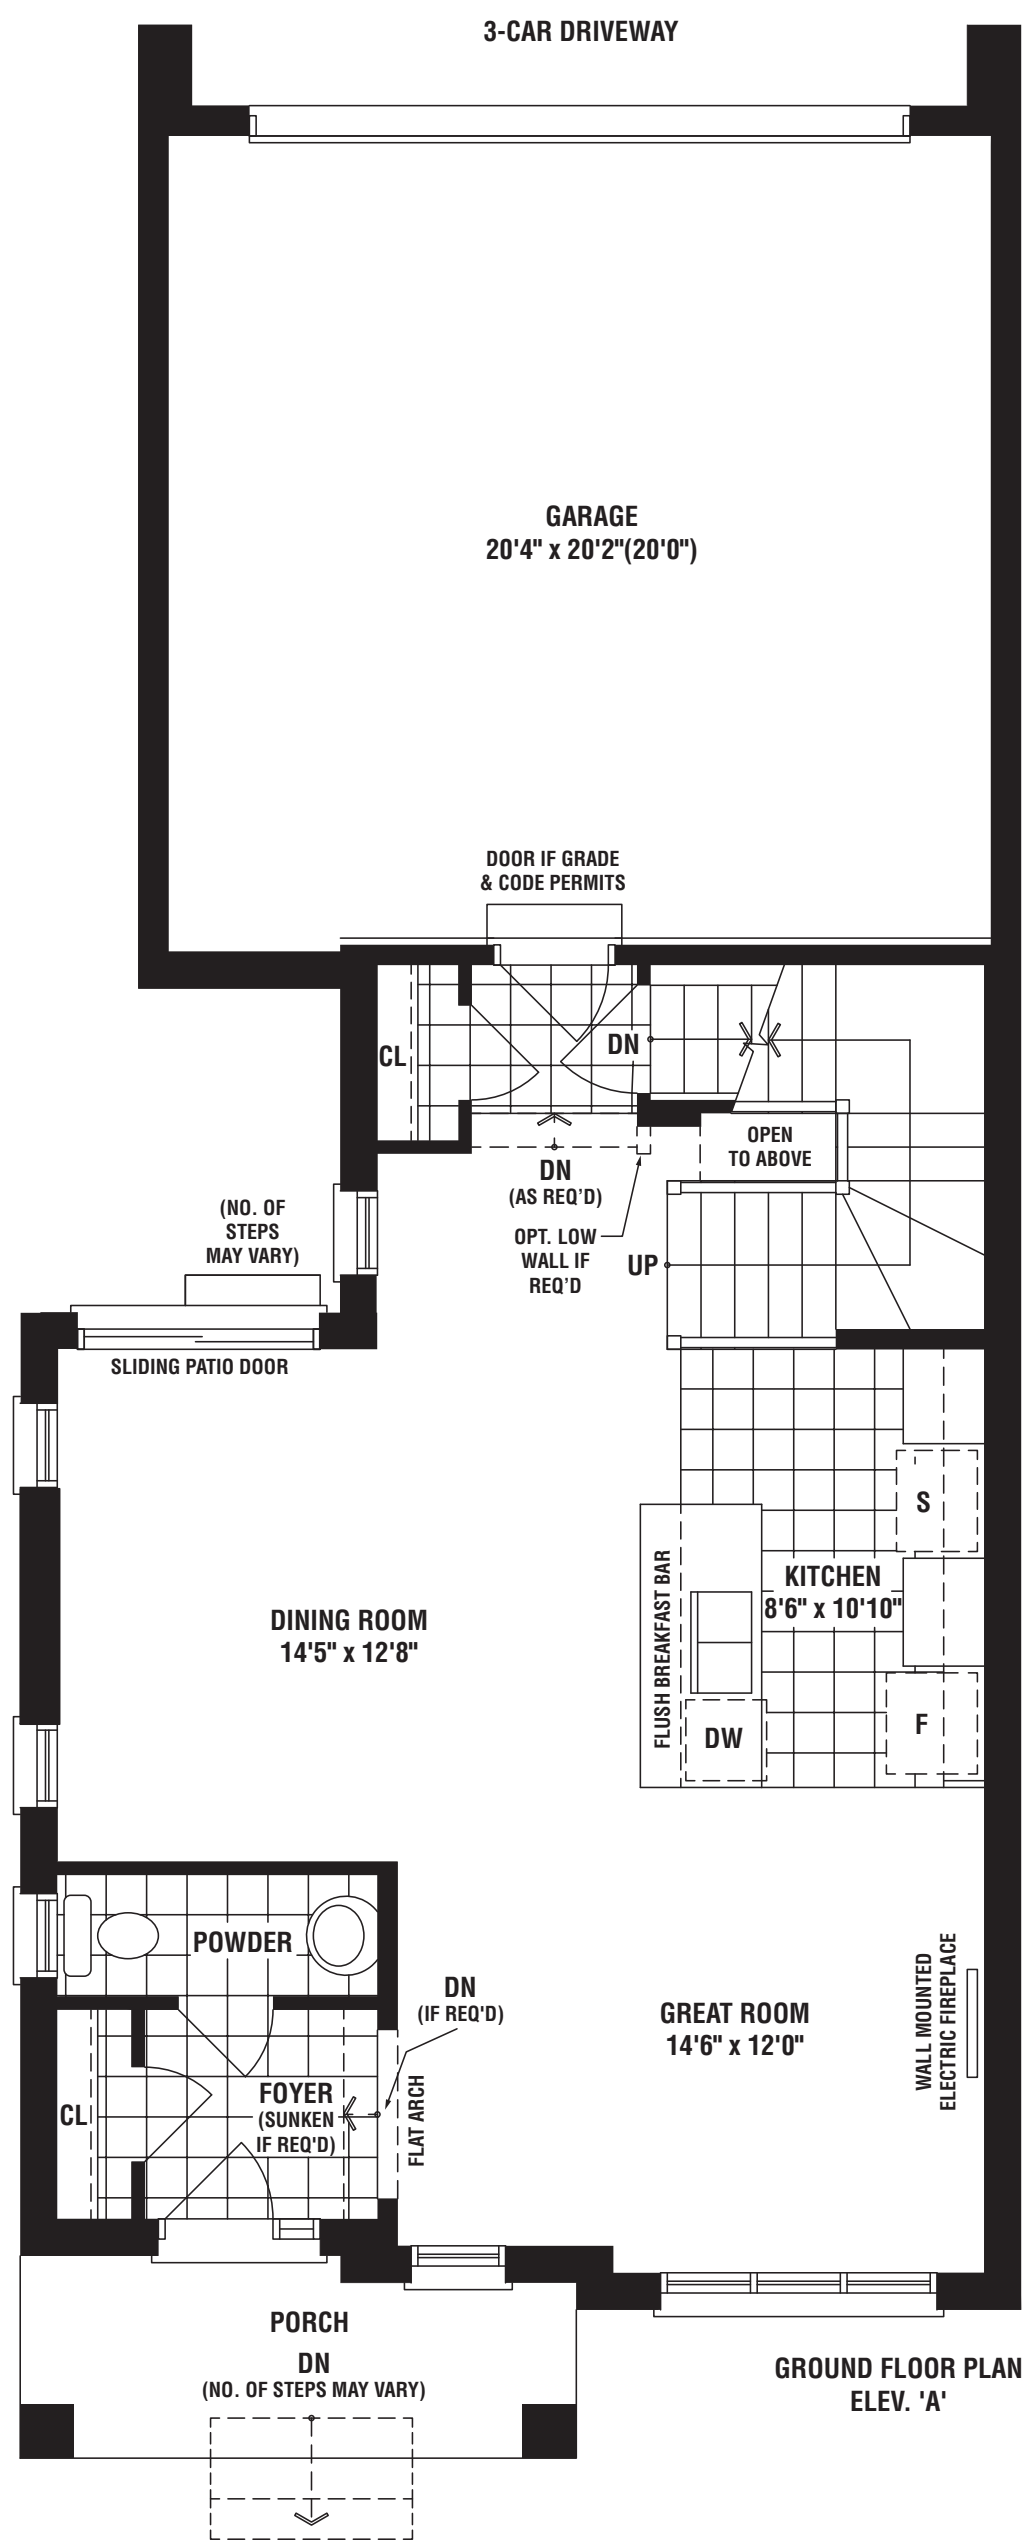 3-CAR DRIVEWAY
GARAGE
20'4" x 20'2"(20'0")
DOOR IF GRADE
& CODE PERMITS
CL
DN
OPEN
TO ABOVE
DN
(AS REQ'D)
OPT. LOW
WALL IF
REQ'D
UP
(NO. OF
STEPS
MAY VARY)
SLIDING PATIO DOOR
S
KITCHEN
8'6" x 10'10"
FLUSH BREAKFAST BAR
DINING ROOM
14'5" x 12'8"
DW
F
POWDER
DN
(IF REQ'D)
GREAT ROOM
14'6" x 12'0"
WALL MOUNTED
ELECTRIC FIREPLACE
CL
FOYER
(SUNKEN
IF REQ'D)
FLAT ARCH
PORCH
DN
(NO. OF STEPS MAY VARY)
GROUND FLOOR PLAN
ELEV. 'A'